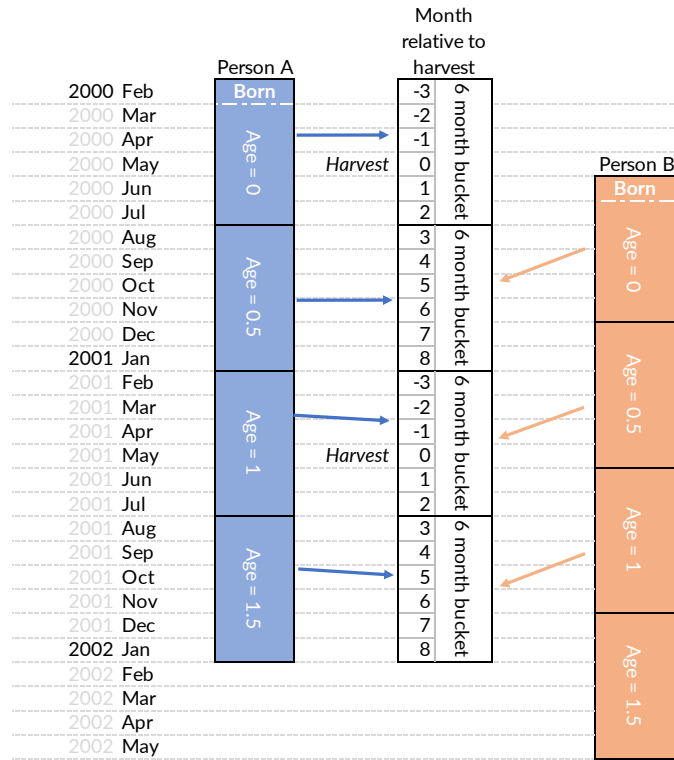 Month
relative to
harvest
Person A
2000 Feb Born -3 6 month bucket
2000 Mar -2
2000 Apr Age = 0 -1
2000 May Harvest 0 Person B
2000 Jun 1 Born
2000 Jul 2
2000 Aug 3 6 month bucket
2000 Sep 4 Age = 0
2000 Oct Age = 0.5 5
2000 Nov 6
2000 Dec 7
2001 Jan 8
2001 Feb -3 6 month bucket
2001 Mar -2 Age = 0.5
2001 Apr Age = 1 -1
2001 May Harvest 0
2001 Jun 1
2001 Jul 2
2001 Aug 3 6 month bucket
2001 Sep 4 Age = 1
2001 Oct Age = 1.5 5
2001 Nov 6
2001 Dec 7
2002 Jan 8
2002 Feb
2002 Mar Age = 1.5
2002 Apr
2002 May